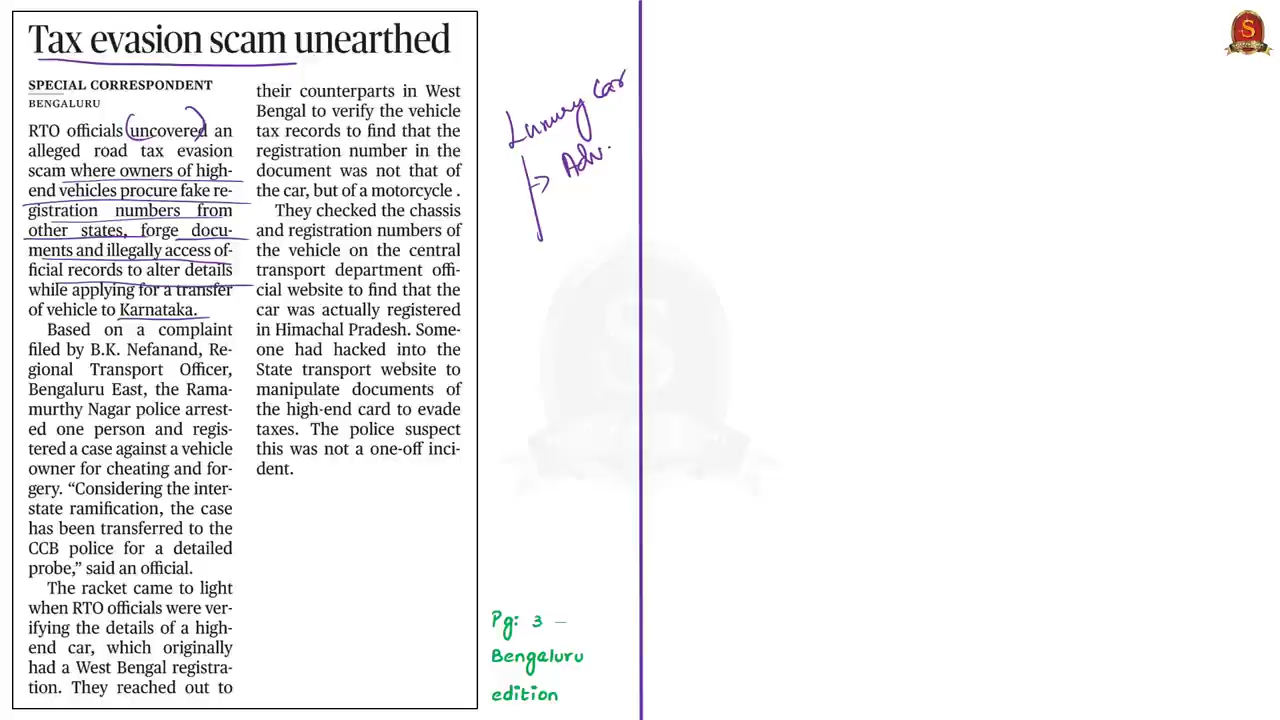 Tax evasion scam unearthed
SPECIAL CORRESPONDENT
BENGALURU
RTO officials uncovered an
alleged road tax evasion
scam where owners of high-
end vehicles procure fake re-
gistration numbers from
other states, forge docu-
ments and illegally access of-
ficial records to alter details
while applying for a transfer
of vehicle to Karnataka.
Based on a complaint
filed by B.K. Nefanand, Re-
gional Transport Officer,
Bengaluru East, the Rama-
murthy Nagar police arrest-
ed one person and regis-
tered a case against a vehicle
owner for cheating and for-
gery. “Considering the inter-
state ramification, the case
has been transferred to the
CCB police for a detailed
probe,” said an official.
The racket came to light
when RTO officials were ver-
ifying the details of a high-
end car, which originally
had a West Bengal registra-
tion. They reached out to
their counterparts in West
Bengal to verify the vehicle
tax records to find that the
registration number in the
document was not that of
the car, but of a motorcycle .
They checked the chassis
and registration numbers of
the vehicle on the central
transport department offi-
cial website to find that the
car was actually registered
in Himachal Pradesh. Some-
one had hacked into the
State transport website to
manipulate documents of
the high-end card to evade
taxes. The police suspect
this was not a one-off inci-
dent.
Luxury car
→ Adv.
Pg: 3 –
Bengaluru
edition
S